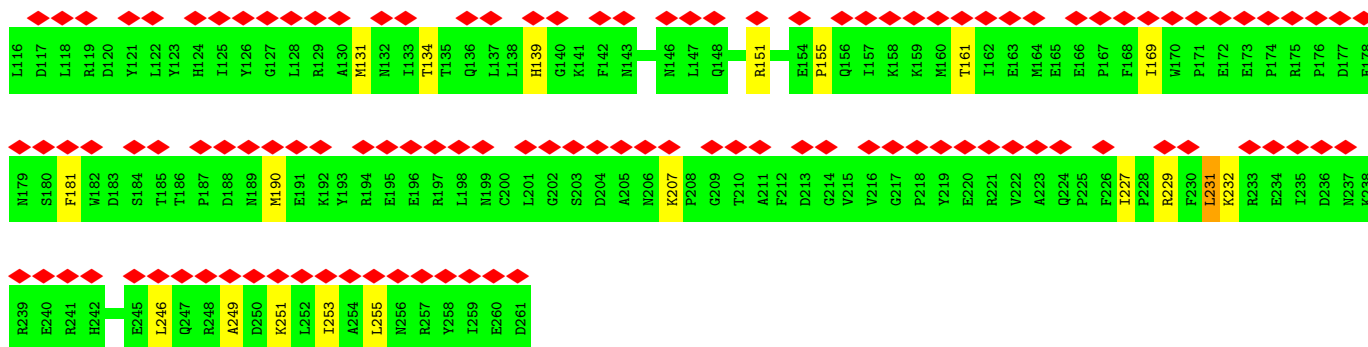 L116 D117 L118 R119 D120 Y121 L122 Y123 H124 I125 Y126 G127 L128 R129 A130 M131 N132 I133 T134 T135 Q136 L137 L138 H139 G140 K141 F142 N143 N146 L147 Q148 R151 E154 P155 Q156 I157 K158 K159 M160 T161 I162 E163 M164 E165 E166 P167 F168 I169 W170 P171 E172 E173 P174 R175 P176 D177 E178
N179 S180 F181 W182 D183 S184 T185 T186 P187 D188 N189 M190 E191 K192 Y193 R194 E195 E196 R197 L198 N199 C200 L201 G202 S203 D204 A205 N206 K207 P208 G209 T210 A211 F212 D213 G214 V215 V216 G217 P218 Y219 E220 R221 V222 A223 Q224 P225 F226 I227 P228 R229 F230 L231 K232 R233 E234 I235 D236 N237 K238
R239 E240 R241 H242 E245 L246 Q247 R248 A249 D250 K251 L252 I253 A254 L255 N256 R257 Y258 I259 E260 D261